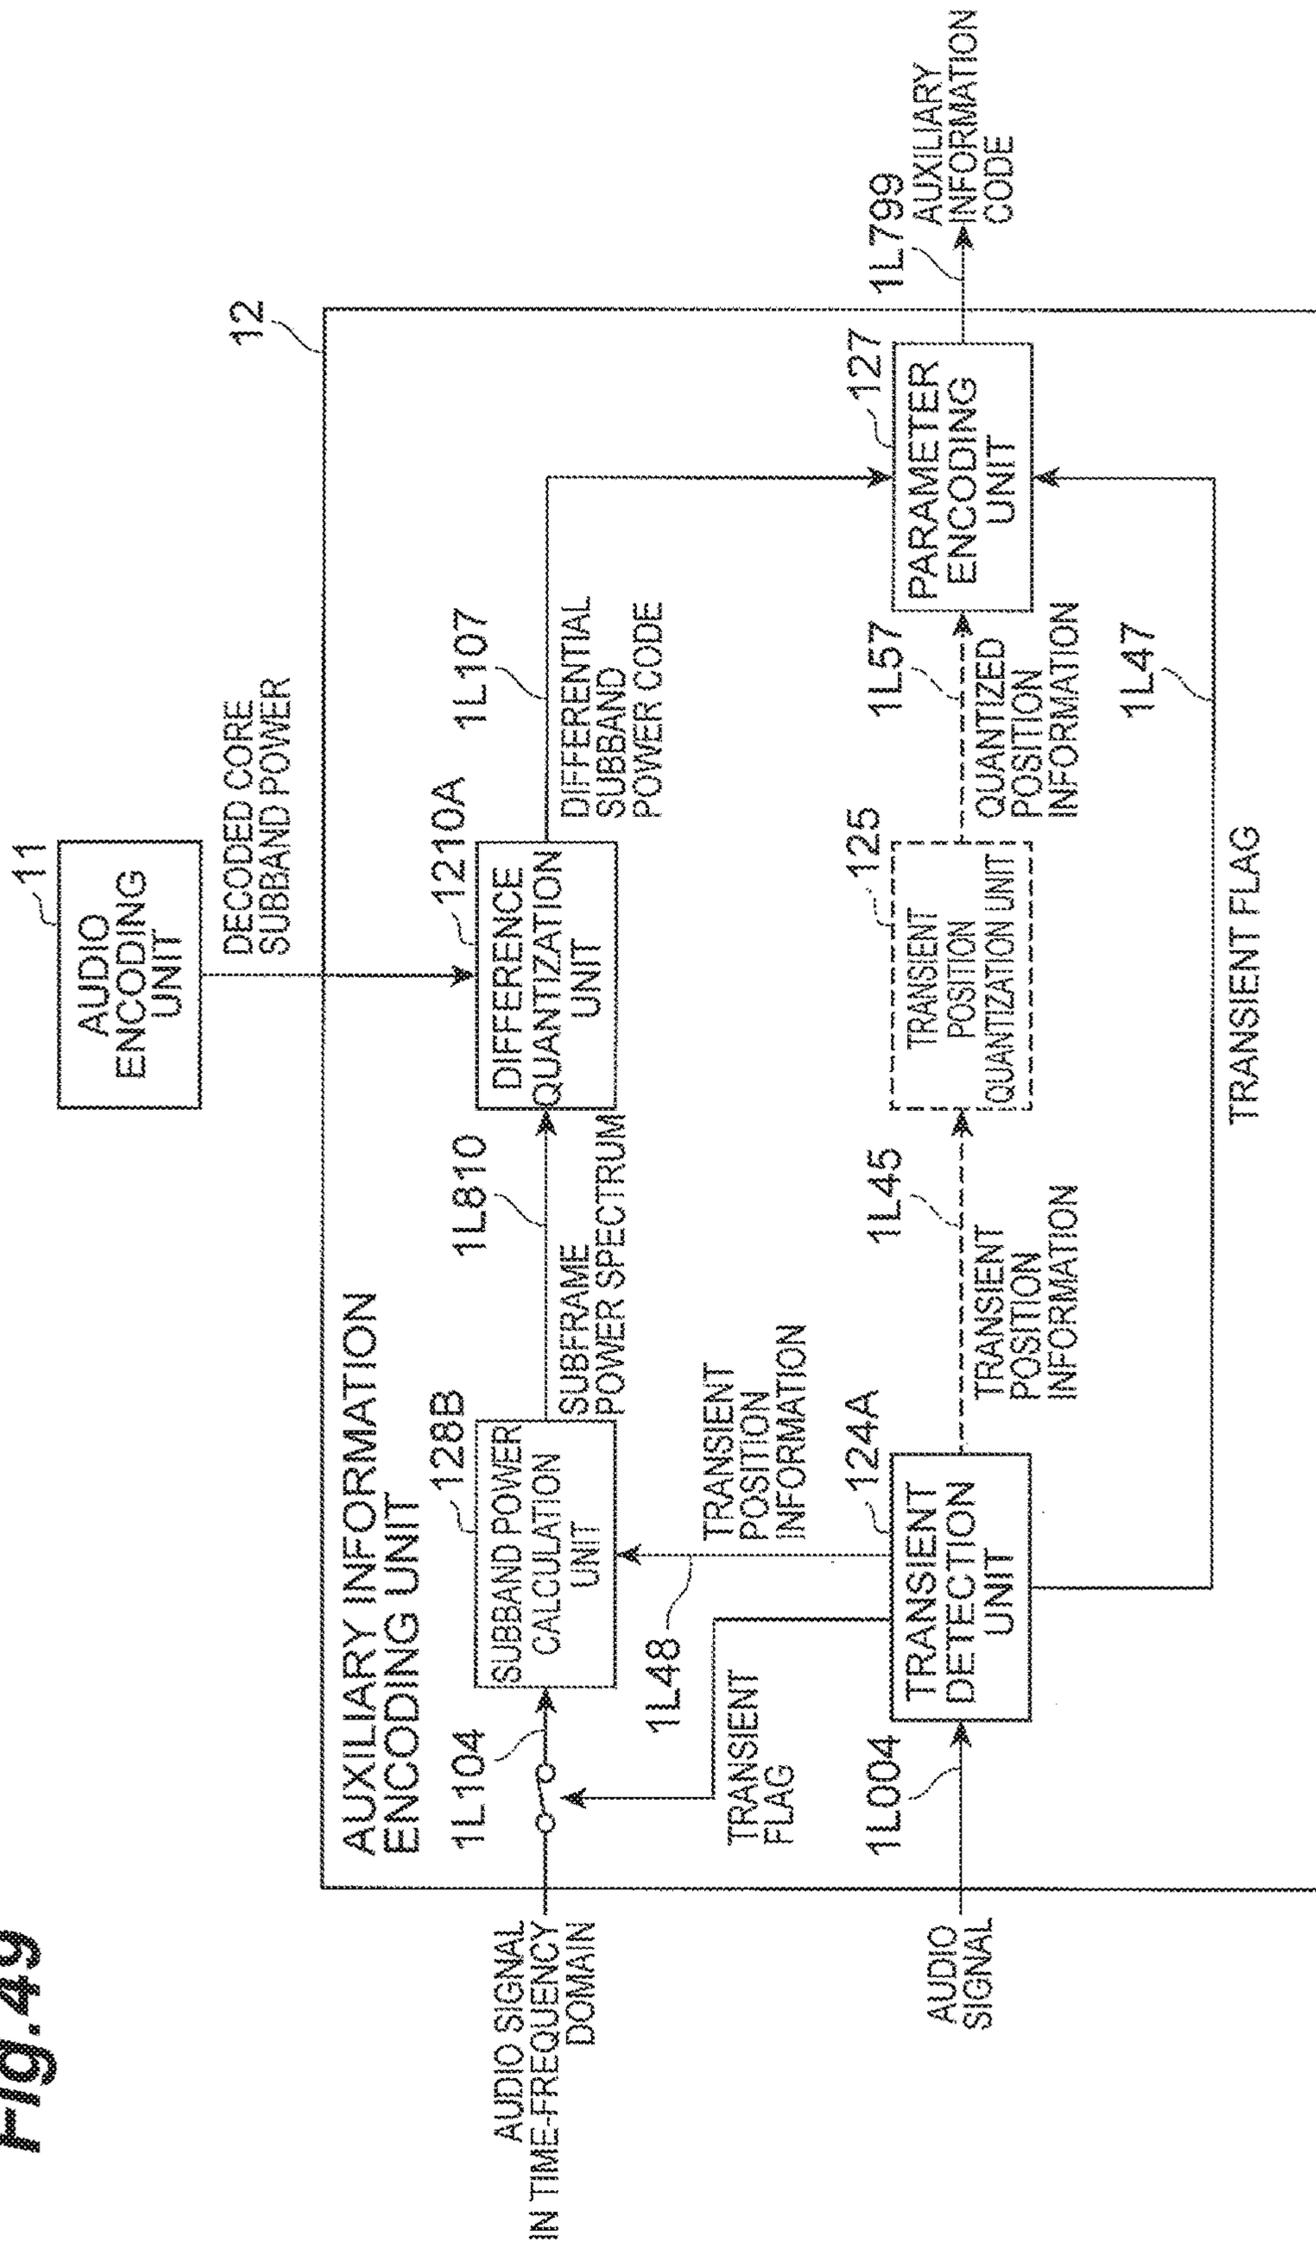 Fig.49
11
AUDIO
ENCODING
UNIT
DECODED CORE
SUBBAND POWER
12
AUXILIARY INFORMATION
ENCODING UNIT
AUDIO SIGNAL
IN TIME-FREQUENCY
DOMAIN
1L104
128B
SUBBAND POWER
CALCULATION
UNIT
1L810
SUBFRAME
POWER SPECTRUM
1210A
DIFFERENCE
QUANTIZATION
UNIT
1L107
DIFFERENTIAL
SUBBAND
POWER CODE
TRANSIENT
FLAG
1L48
TRANSIENT
POSITION
INFORMATION
AUDIO
SIGNAL
1L004
124A
TRANSIENT
DETECTION
UNIT
1L45
TRANSIENT
POSITION
INFORMATION
125
TRANSIENT
POSITION
QUANTIZATION UNIT
1L57
QUANTIZED
POSITION
INFORMATION
127
PARAMETER
ENCODING
UNIT
1L799
AUXILIARY
INFORMATION
CODE
TRANSIENT FLAG
1L47